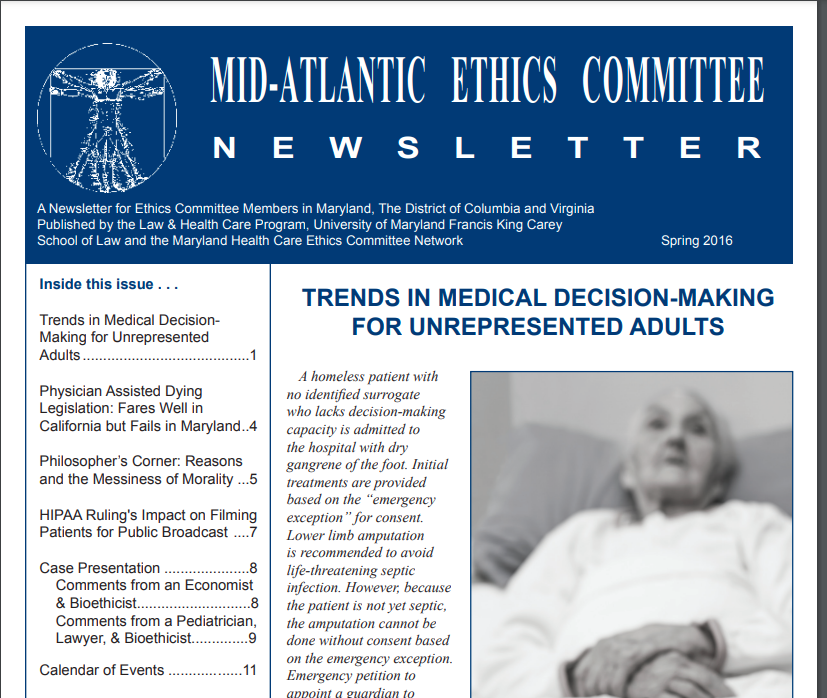 MID-ATLANTIC ETHICS COMMITTEE
NEWSLETTER
A Newsletter for Ethics Committee Members in Maryland, The District of Columbia and Virginia
Published by the Law & Health Care Program, University of Maryland Francis King Carey
School of Law and the Maryland Health Care Ethics Committee Network
Spring 2016
Inside this issue . . .
Trends in Medical Decision-
Making for Unrepresented
Adults.........................................1
Physician Assisted Dying
Legislation: Fares Well in
California but Fails in Maryland..4
Philosopher’s Corner: Reasons
and the Messiness of Morality ...5
HIPAA Ruling's Impact on Filming
Patients for Public Broadcast ....7
Case Presentation .....................8
Comments from an Economist
& Bioethicist............................8
Comments from a Pediatrician,
Lawyer, & Bioethicist..............9
Calendar of Events ..................11
TRENDS IN MEDICAL DECISION-MAKING
FOR UNREPRESENTED ADULTS
A homeless patient with
no identified surrogate
who lacks decision-making
capacity is admitted to
the hospital with dry
gangrene of the foot. Initial
treatments are provided
based on the “emergency
exception” for consent.
Lower limb amputation
is recommended to avoid
life-threatening septic
infection. However, because
the patient is not yet septic,
the amputation cannot be
done without consent based
on the emergency exception.
Emergency petition to
appoint a guardian to